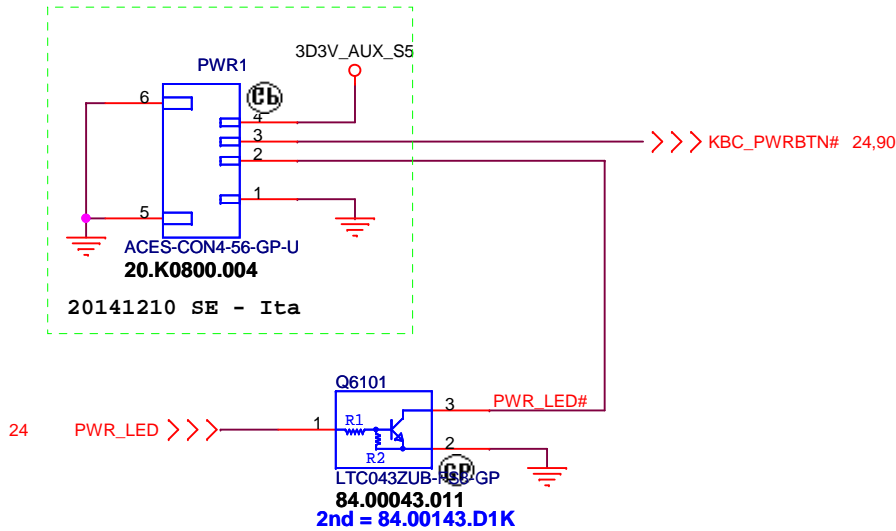 3D3V_AUX_S5
PWR1
6
4
3
KBC_PWRBTN# 24,90
2
1
5
ACES-CON4-56-GP-U
20.K0800.004
20141210 SE - Ita
Q6101
3
PWR_LED#
24 PWR_LED
1
R1
2
R2
GP
84.00043.011
2nd = 84.00143.D1K